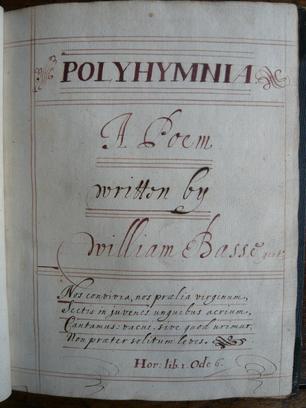 POLYHYMNIA
A Poem
written by
William Basse gent.
Nos convivia, nos prælia virginum,
Sectis in juvenes unguibus acrium,
Cantamus: vacui, sive quod urimur,
Non præter solitum leves.
Hor: lib: 1. Ode 6.